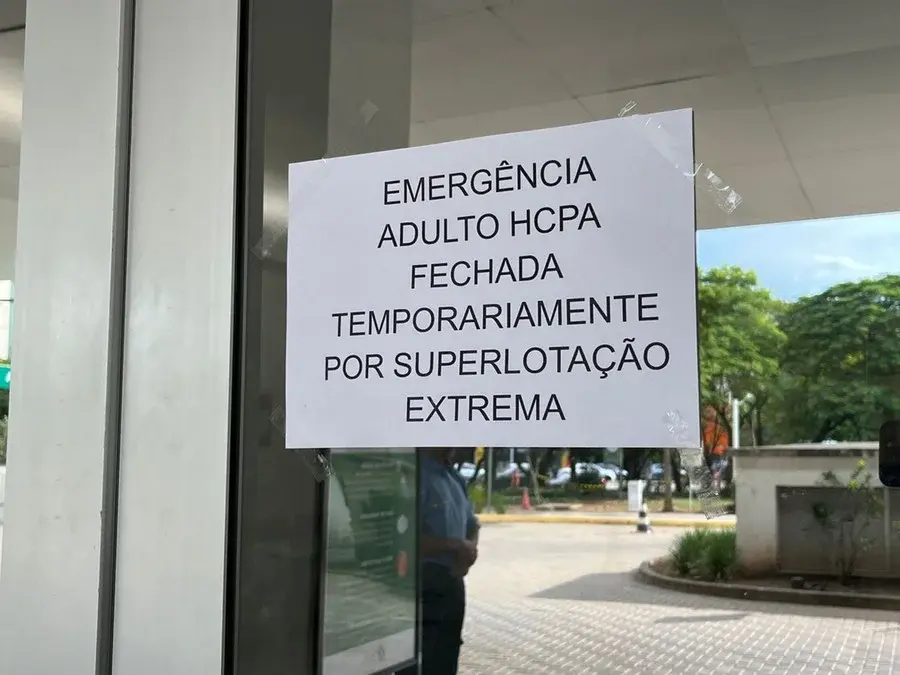 EMERGÊNCIA
ADULTO HCPA
FECHADA
TEMPORARIAMENTE
POR SUPERLOTAÇÃO
EXTREMA